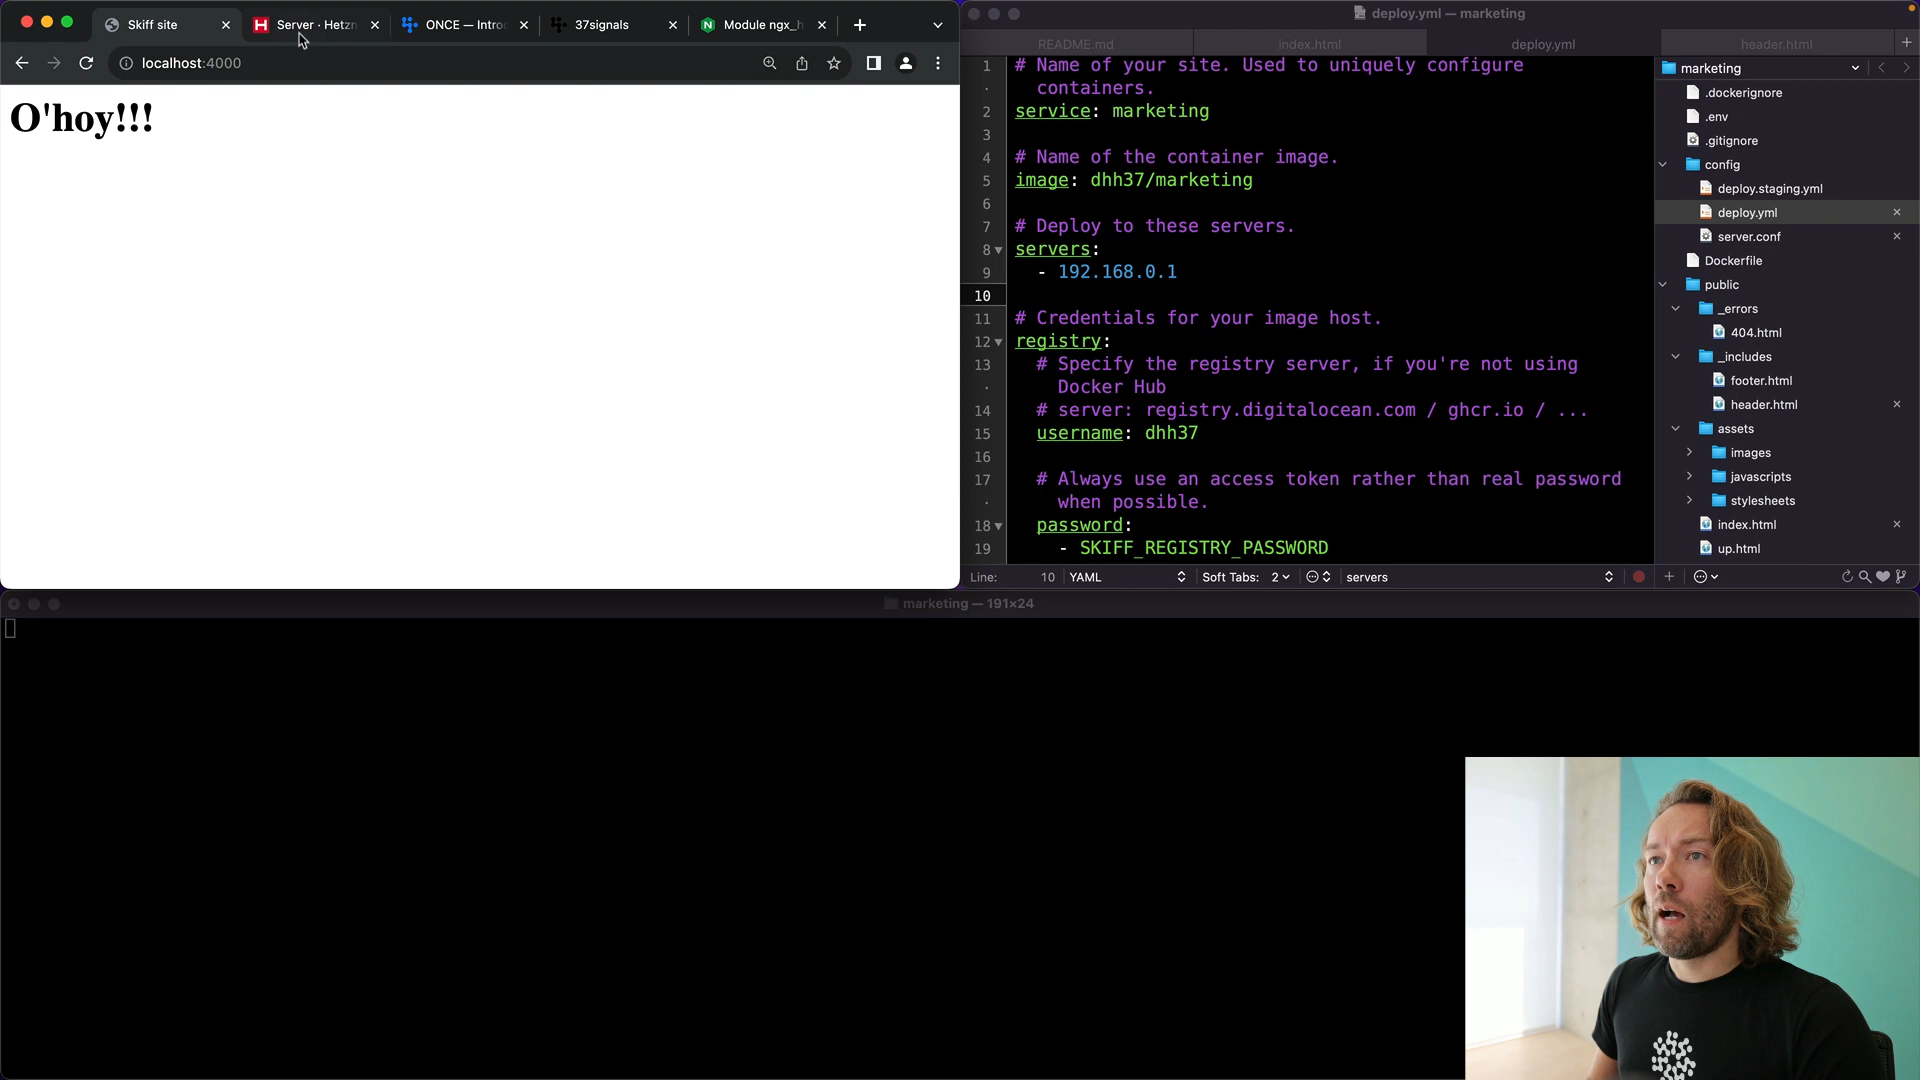 Skiff site
Server · Hetzn
ONCE — Intro
37signals
Module ngx_h
localhost:4000
O'hoy!!!
deploy.yml — marketing
README.md
index.html
deploy.yml
header.html
1 # Name of your site. Used to uniquely configure
· containers.
2 service: marketing
3
4 # Name of the container image.
5 image: dhh37/marketing
6
7 # Deploy to these servers.
8 servers:
9 - 192.168.0.1
10
11 # Credentials for your image host.
12 registry:
13 # Specify the registry server, if you're not using
· Docker Hub
14 # server: registry.digitalocean.com / ghcr.io / ...
15 username: dhh37
16
17 # Always use an access token rather than real password
· when possible.
18 password:
19 - SKIFF_REGISTRY_PASSWORD
Line: 10 YAML Soft Tabs: 2 servers
marketing
.dockerignore
.env
.gitignore
config
deploy.staging.yml
deploy.yml
server.conf
Dockerfile
public
_errors
404.html
_includes
footer.html
header.html
assets
images
javascripts
stylesheets
index.html
up.html
marketing — 191×24